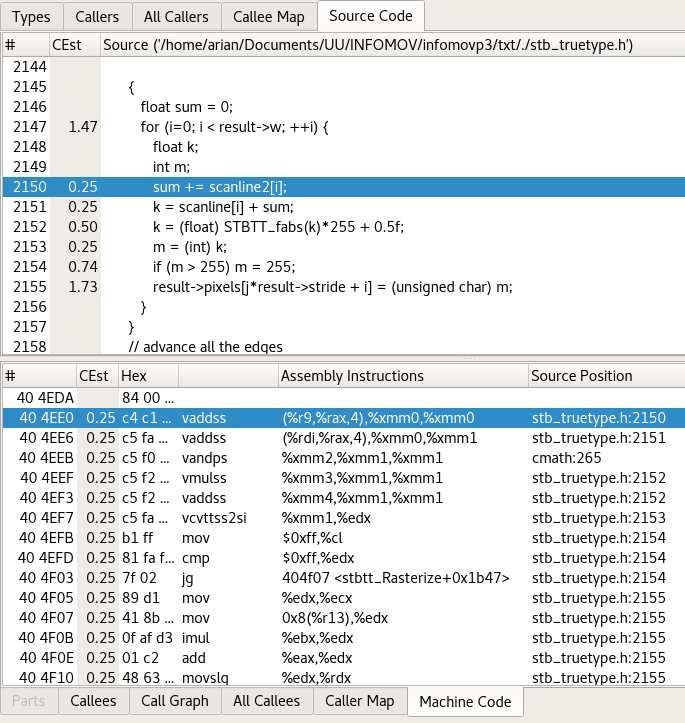 Types Callers All Callers Callee Map Source Code
# CEst Source ('/home/arian/Documents/UU/INFOMOV/infomovp3/txt/./stb_truetype.h')
2144
2145 {
2146 float sum = 0;
2147 1.47 for (i=0; i < result->w; ++i) {
2148 float k;
2149 int m;
2150 0.25 sum += scanline2[i];
2151 0.25 k = scanline[i] + sum;
2152 0.50 k = (float) STBTT_fabs(k)*255 + 0.5f;
2153 0.25 m = (int) k;
2154 0.74 if (m > 255) m = 255;
2155 1.73 result->pixels[j*result->stride + i] = (unsigned char) m;
2156 }
2157 }
2158 // advance all the edges
# CEst Hex Assembly Instructions Source Position
40 4EDA 84 00 ...
40 4EE0 0.25 c4 c1 ... vaddss (%r9,%rax,4),%xmm0,%xmm0 stb_truetype.h:2150
40 4EE6 0.25 c5 fa ... vaddss (%rdi,%rax,4),%xmm0,%xmm1 stb_truetype.h:2151
40 4EEB 0.25 c5 f0 ... vandps %xmm2,%xmm1,%xmm1 cmath:265
40 4EEF 0.25 c5 f2 ... vmulss %xmm3,%xmm1,%xmm1 stb_truetype.h:2152
40 4EF3 0.25 c5 f2 ... vaddss %xmm4,%xmm1,%xmm1 stb_truetype.h:2152
40 4EF7 0.25 c5 fa ... vcvttss2si %xmm1,%edx stb_truetype.h:2153
40 4EFB 0.25 b1 ff mov $0xff,%cl stb_truetype.h:2154
40 4EFD 0.25 81 fa f... cmp $0xff,%edx stb_truetype.h:2154
40 4F03 0.25 7f 02 jg 404f07 <stbtt_Rasterize+0x1b47> stb_truetype.h:2154
40 4F05 0.25 89 d1 mov %edx,%ecx stb_truetype.h:2155
40 4F07 0.25 41 8b ... mov 0x8(%r13),%edx stb_truetype.h:2155
40 4F0B 0.25 0f af d3 imul %ebx,%edx stb_truetype.h:2155
40 4F0E 0.25 01 c2 add %eax,%edx stb_truetype.h:2155
40 4F10 0.25 48 63 ... movslq %edx,%rdx stb_truetype.h:2155
Parts Callees Call Graph All Callees Caller Map Machine Code